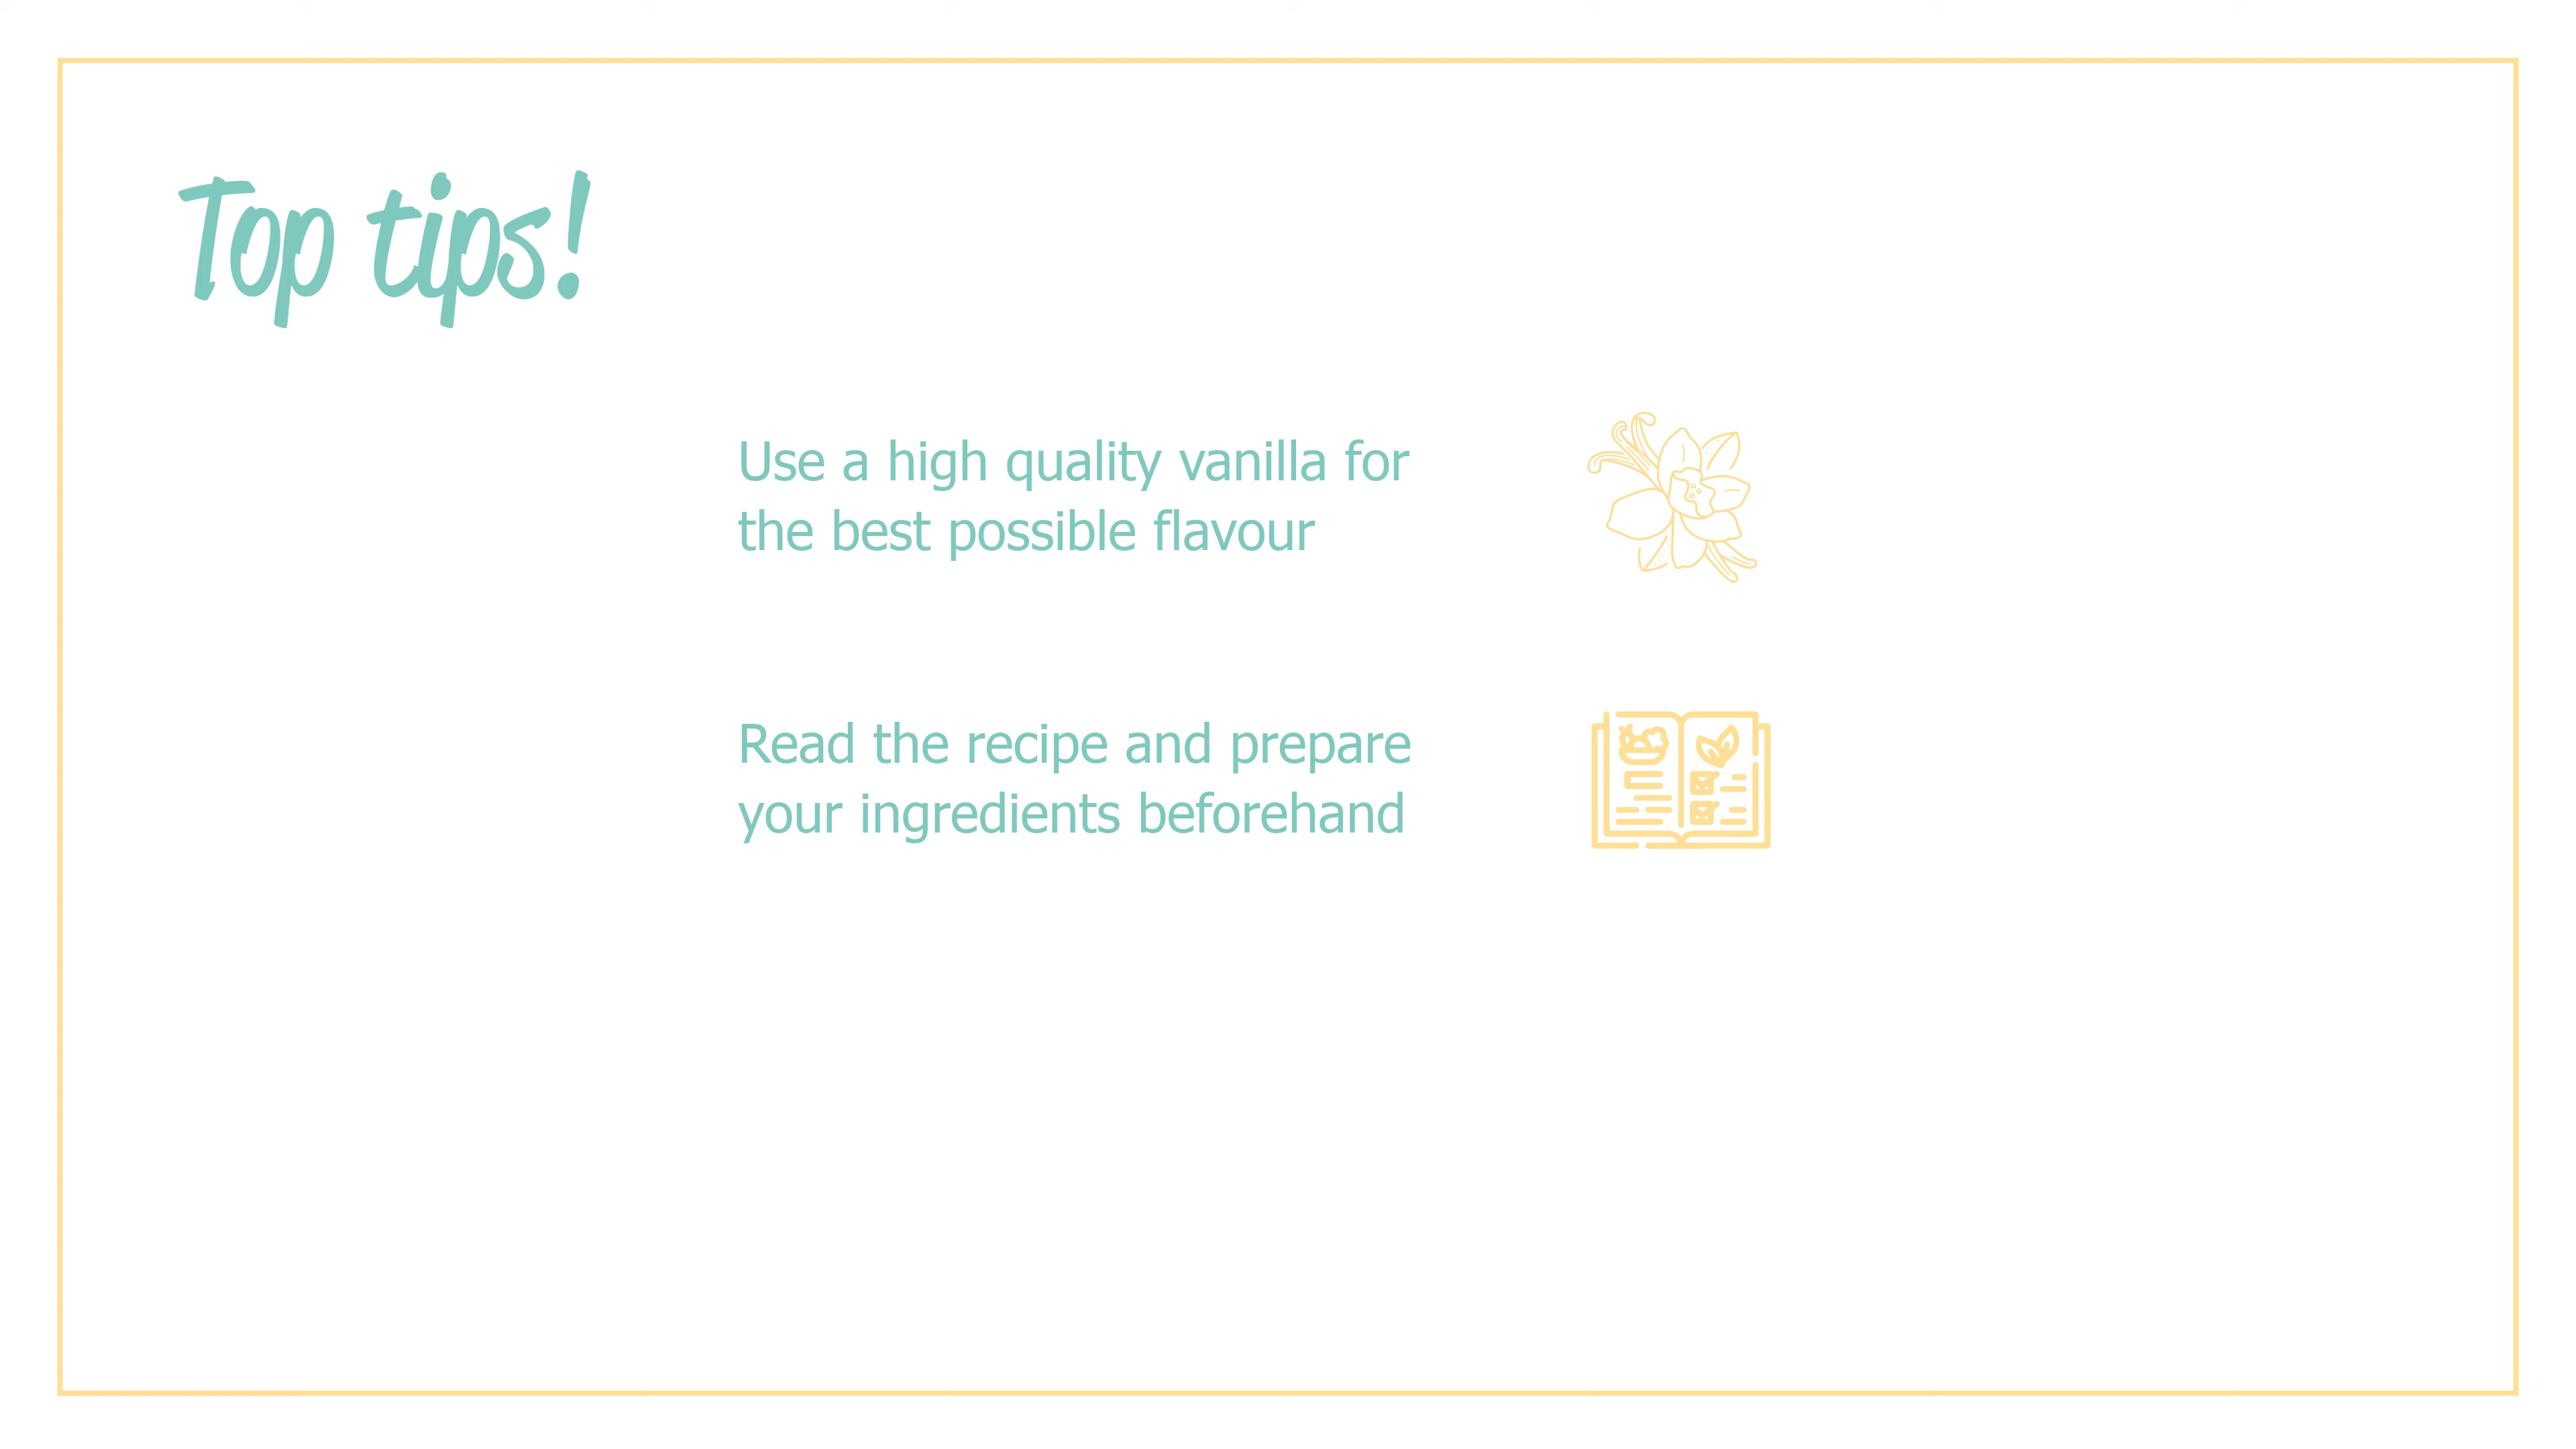 Top tips!
Use a high quality vanilla for
the best possible flavour
Read the recipe and prepare
your ingredients beforehand